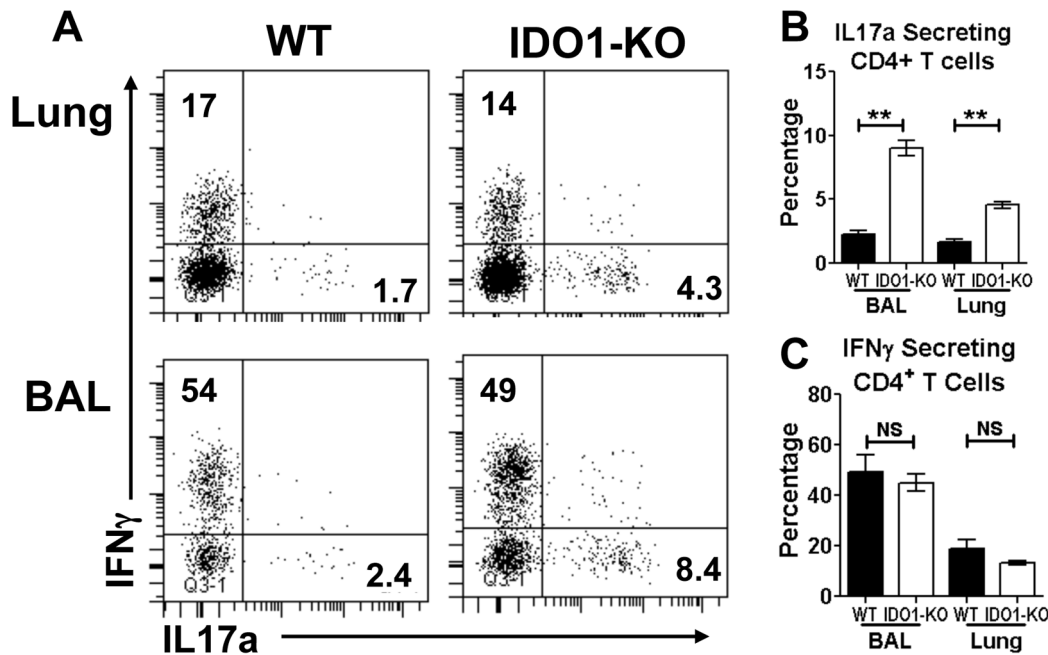 A
WT
IDO1-KO
Lung
17
14
1.7
4.3
BAL
54
49
2.4
8.4
Q3-1
Q3-1
IFNγ
IL17a
B
IL17a Secreting
CD4+ T cells
Percentage
15
10
5
0
**
**
WT IDO1-KO WT IDO1-KO
BAL Lung
C
IFNγ Secreting
CD4+ T Cells
Percentage
80
60
40
20
0
NS
NS
WT IDO1-KO WT IDO1-KO
BAL Lung